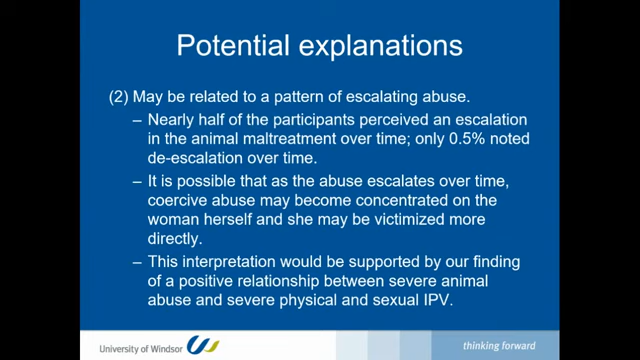 Potential explanations
(2) May be related to a pattern of escalating abuse.
– Nearly half of the participants perceived an escalation
in the animal maltreatment over time; only 0.5% noted
de-escalation over time.
– It is possible that as the abuse escalates over time,
coercive abuse may become concentrated on the
woman herself and she may be victimized more
directly.
– This interpretation would be supported by our finding
of a positive relationship between severe animal
abuse and severe physical and sexual IPV.
University of Windsor
thinking forward